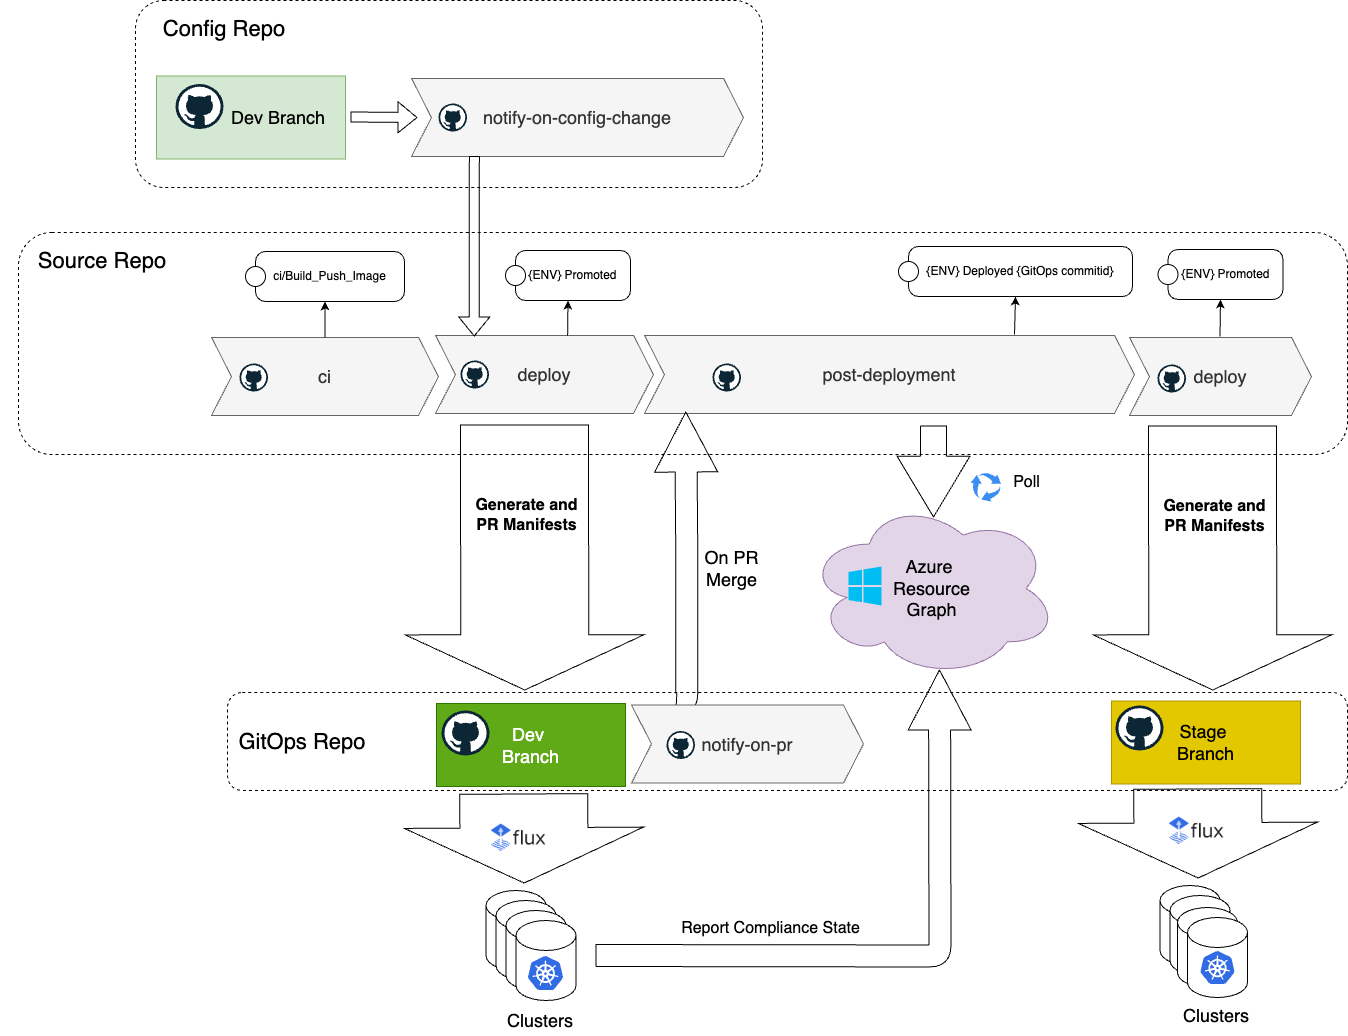 Config Repo
Dev Branch
notify-on-config-change
Source Repo
ci/Build_Push_Image
{ENV} Promoted
{ENV} Deployed {GitOps commitid}
{ENV} Promoted
ci
deploy
post-deployment
deploy
Generate and
PR Manifests
On PR
Merge
Poll
Azure
Resource
Graph
Generate and
PR Manifests
GitOps Repo
Dev
Branch
notify-on-pr
Stage
Branch
flux
flux
Report Compliance State
Clusters
Clusters